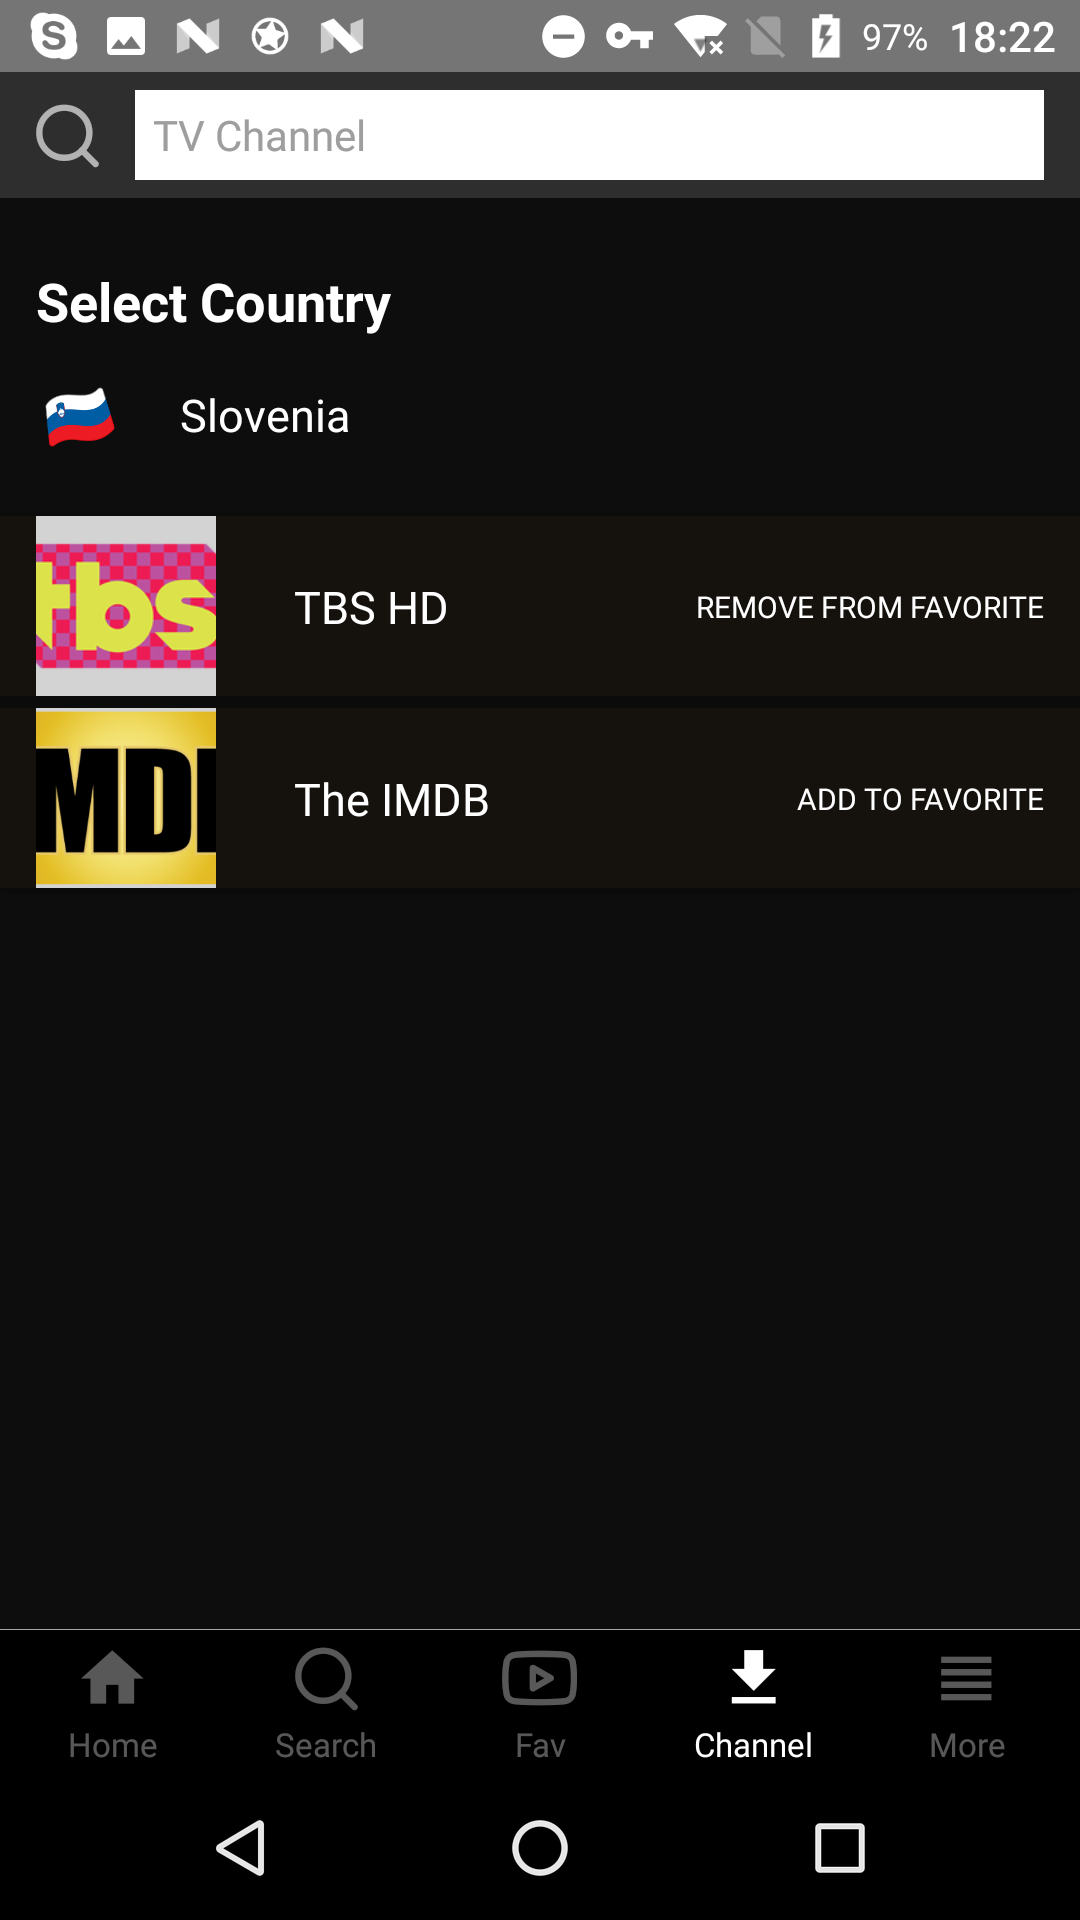 97% 18:22
TV Channel
Select Country
Slovenia
tbs
TBS HD
REMOVE FROM FAVORITE
MDI
The IMDB
ADD TO FAVORITE
Home
Search
Fav
Channel
More